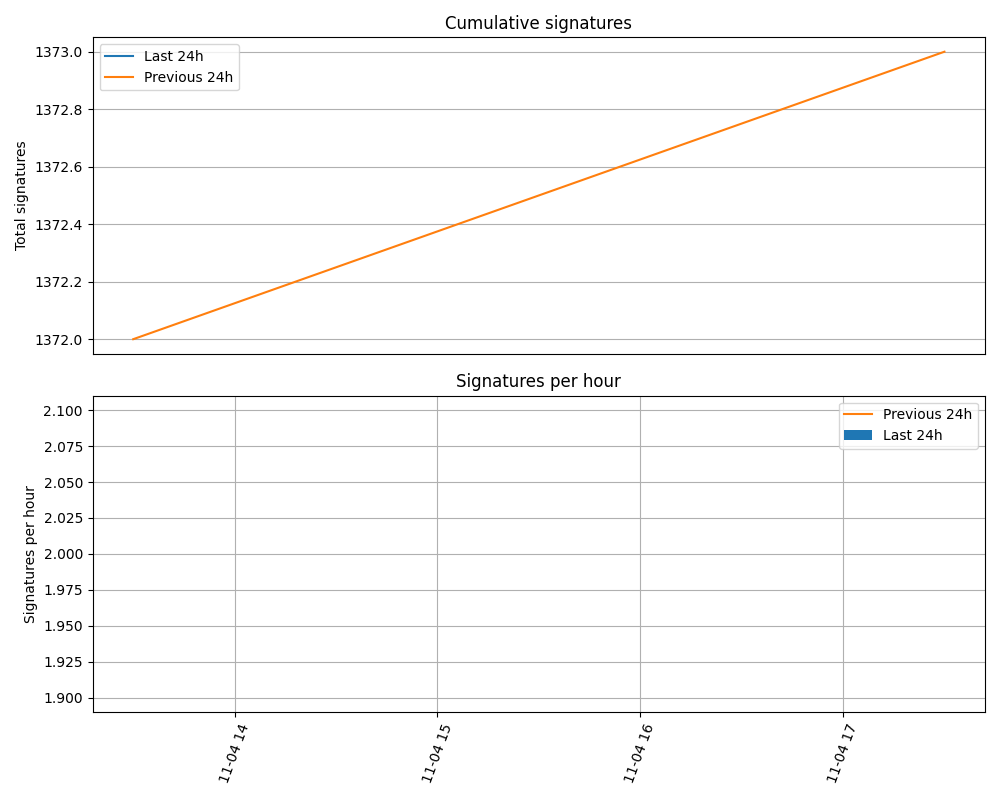 Cumulative signatures
Last 24h
Previous 24h
Total signatures
1373.0
1372.8
1372.6
1372.4
1372.2
1372.0
Signatures per hour
Previous 24h
Last 24h
Signatures per hour
2.100
2.075
2.050
2.025
2.000
1.975
1.950
1.925
1.900
11-04 14
11-04 15
11-04 16
11-04 17